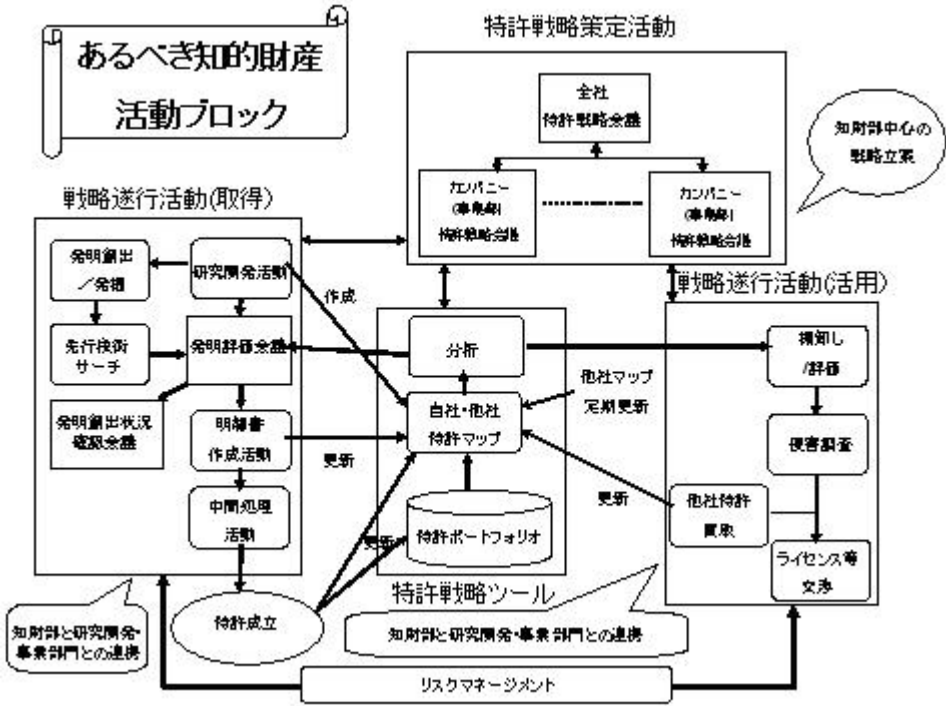 あるべき知的財産
活動ブロック
特許戦略策定活動
全社
特許戦略会議
カンパニー
(事業部)
特許戦略会議
カンパニー
(事業部)
特許戦略会議
知財部中心の
戦略立案
戦略遂行活動(取得)
発明創出
/発掘
研究開発活動
先行技術
サーチ
発明評価会議
発明創出状況
確認会議
明細書
作成活動
中間処理
活動
特許成立
作成
更新
更新
分析
自社・他社
特許マップ
特許ポートフォリオ
特許戦略ツール
他社マップ
定期更新
更新
戦略遂行活動(活用)
棚卸し
/評価
侵害調査
他社特許
買取
ライセンス等
交渉
知財部と研究開発・
事業部門との連携
知財部と研究開発・事業部門との連携
リスクマネージメント